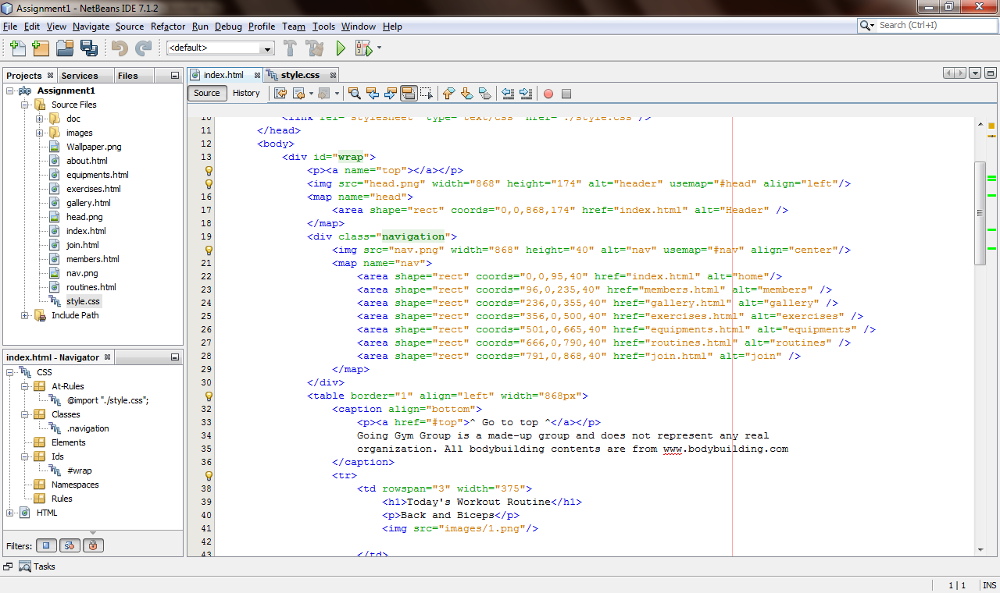 Assignment1 - NetBeans IDE 7.1.2
File Edit View Navigate Source Refactor Run Debug Profile Team Tools Window Help
Search (Ctrl+I)
<default>
Projects Services Files
Assignment1
Source Files
doc
images
Wallpaper.png
about.html
equipments.html
exercises.html
gallery.html
head.png
index.html
join.html
members.html
nav.png
routines.html
style.css
Include Path
index.html - Navigator
CSS
At-Rules
@import "./style.css";
Classes
.navigation
Elements
Ids
#wrap
Namespaces
Rules
HTML
Filters:
index.html style.css
Source History
10 <link rel="stylesheet" type="text/css" href="./style.css"/>
11 </head>
12 <body>
13 <div id="wrap">
<p><a name="top"></a></p>
<img src="head.png" width="868" height="174" alt="header" usemap="#head" align="left"/>
16 <map name="head">
17 <area shape="rect" coords="0,0,868,174" href="index.html" alt="Header" />
18 </map>
19 <div class="navigation">
<img src="nav.png" width="868" height="40" alt="nav" usemap="#nav" align="center"/>
21 <map name="nav">
22 <area shape="rect" coords="0,0,95,40" href="index.html" alt="home"/>
23 <area shape="rect" coords="96,0,235,40" href="members.html" alt="members" />
24 <area shape="rect" coords="236,0,355,40" href="gallery.html" alt="gallery" />
25 <area shape="rect" coords="356,0,500,40" href="exercises.html" alt="exercises" />
26 <area shape="rect" coords="501,0,665,40" href="equipments.html" alt="equipments" />
27 <area shape="rect" coords="666,0,790,40" href="routines.html" alt="routines" />
28 <area shape="rect" coords="791,0,868,40" href="join.html" alt="join" />
29 </map>
30 </div>
<table border="1" align="left" width="868px">
32 <caption align="bottom">
33 <p><a href="#top">^ Go to top ^</a></p>
34 Going Gym Group is a made-up group and does not represent any real
35 organization. All bodybuilding contents are from www.bodybuilding.com
36 </caption>
<tr>
38 <td rowspan="3" width="375">
39 <h1>Today's Workout Routine</h1>
40 <p>Back and Biceps</p>
41 <img src="images/1.png"/>
42
43 </td>
Tasks
1 | 1 INS